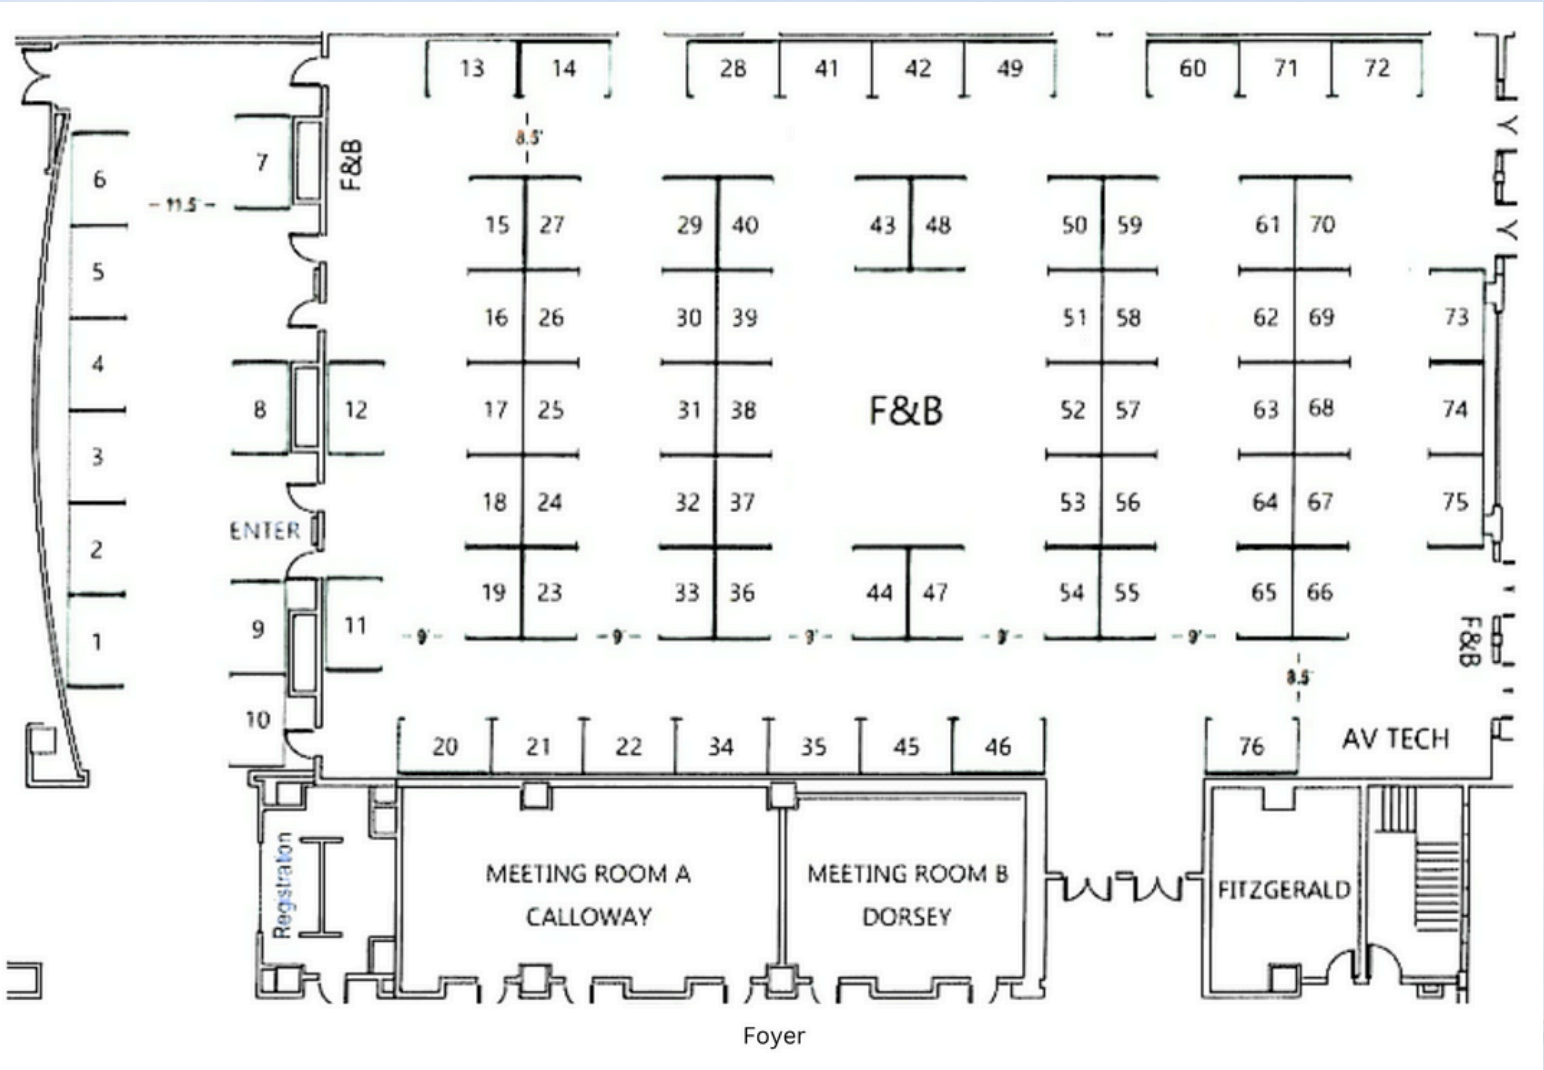 13 14 28 41 42 49 60 71 72
8.5'
6 7 F&B
11.5
15 27 29 40 43 48 50 59 61 70
5
16 26 30 39 51 58 62 69 73
4
8 12 17 25 31 38 F&B 52 57 63 68 74
3
18 24 32 37 53 56 64 67 75
ENTER
2
19 23 33 36 44 47 54 55 65 66
1 9 11
9' 9' 9' 9' 9'
F&B
8.5'
10
20 21 22 34 35 45 46 76 AV TECH
Registration
MEETING ROOM A
CALLOWAY
MEETING ROOM B
DORSEY
FITZGERALD
Foyer